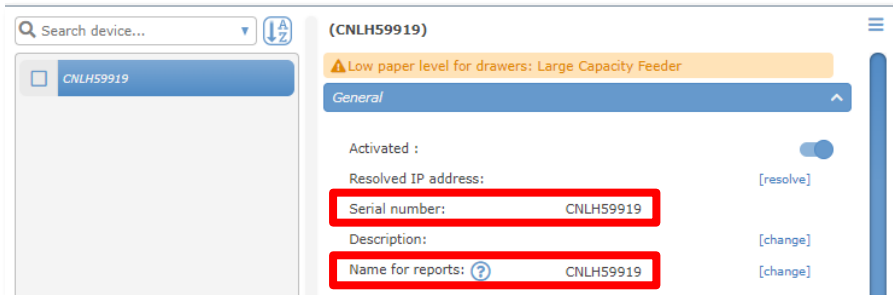 Search device...
CNLH59919
(CNLH59919)
Low paper level for drawers: Large Capacity Feeder
General
Activated :
Resolved IP address: [resolve]
Serial number: CNLH59919
Description: [change]
Name for reports: ? CNLH59919 [change]